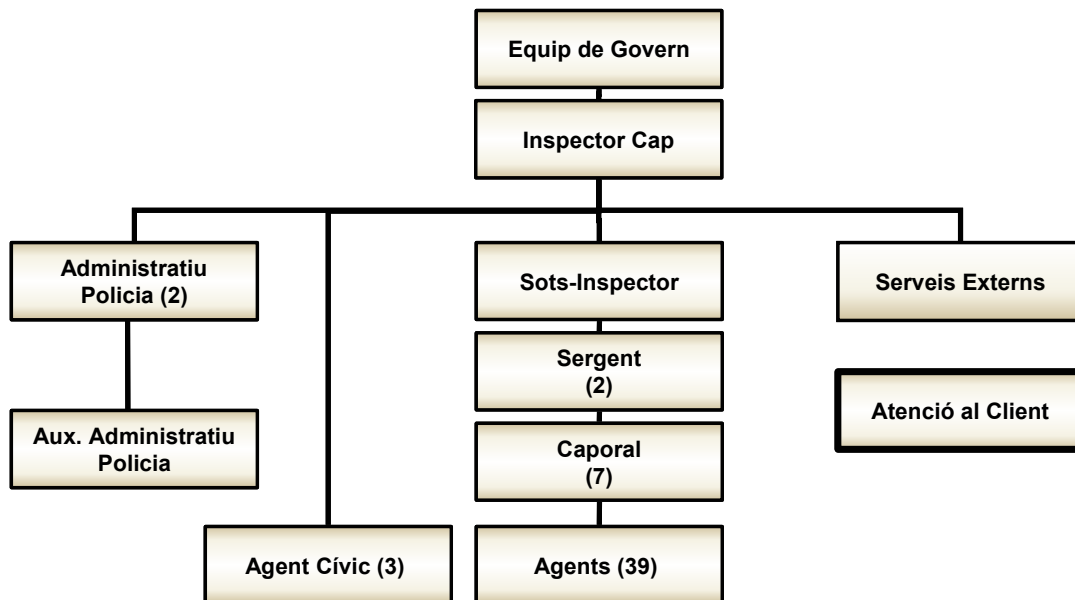 Equip de Govern
Inspector Cap
Administratiu
Policia (2)
Sots-Inspector
Serveis Externs
Sergent
(2)
Atenció al Client
Aux. Administratiu
Policia
Caporal
(7)
Agent Cívic (3)
Agents (39)